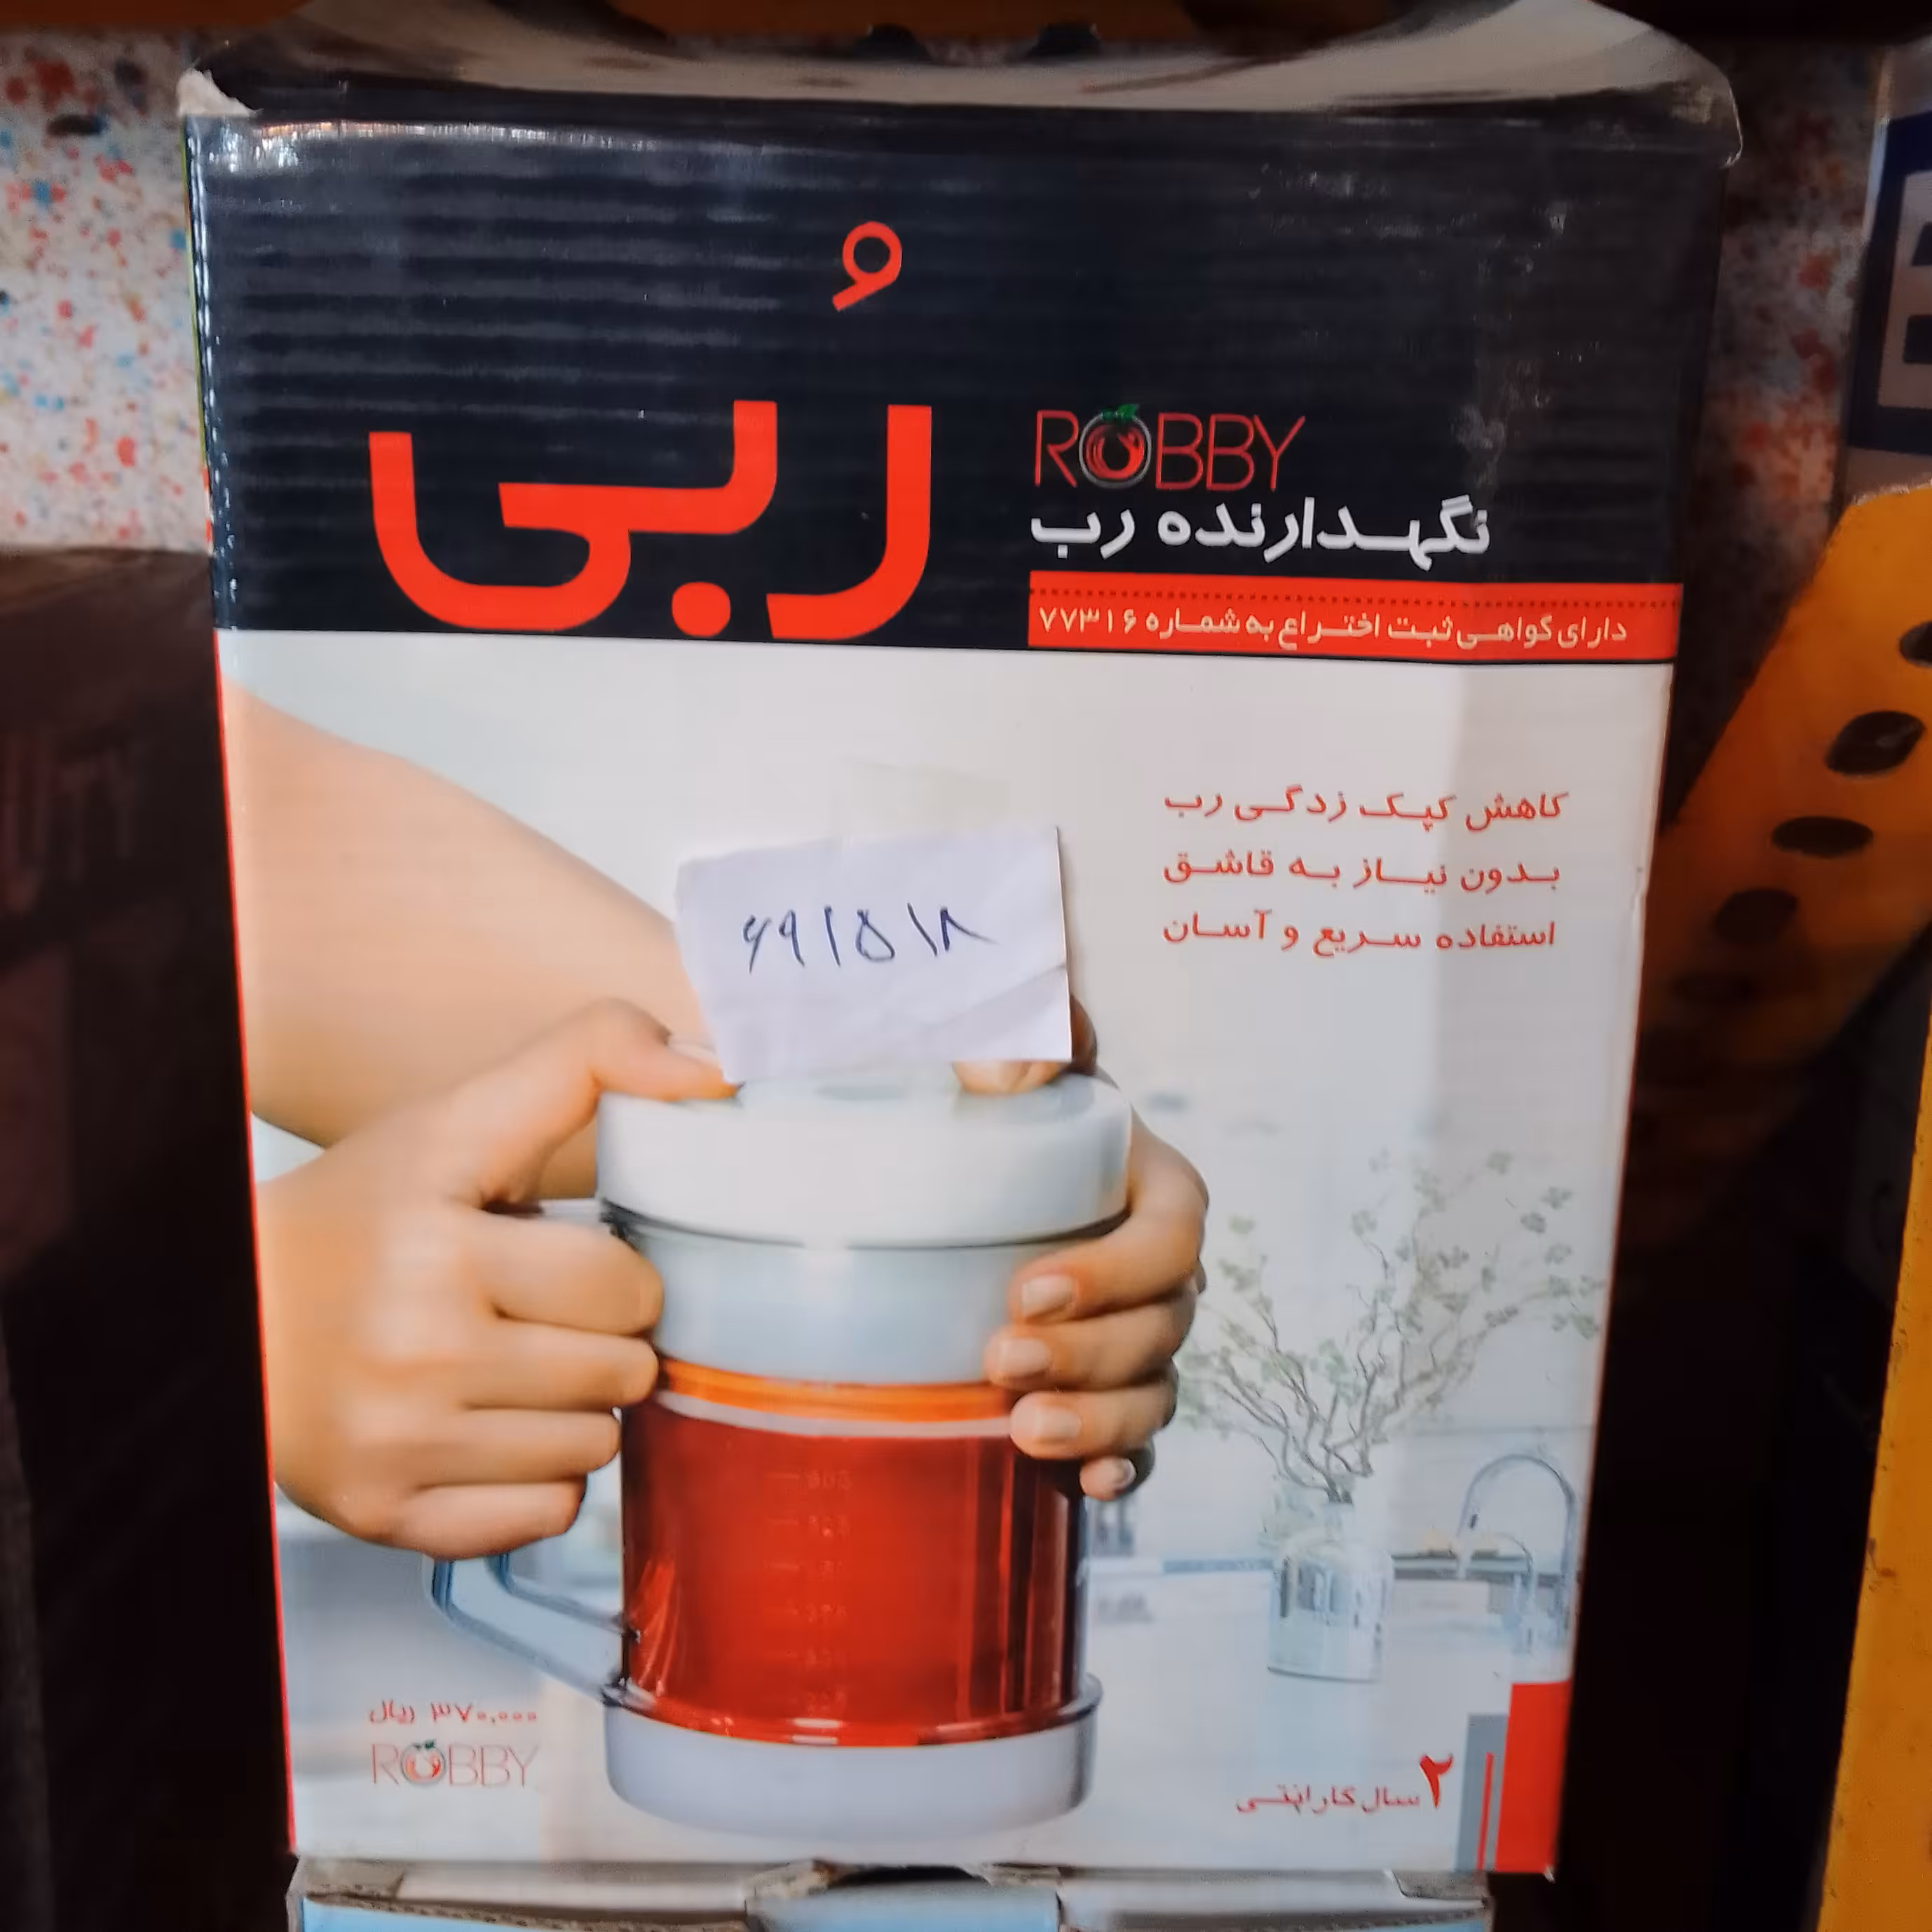 رُبی
ROBBY
نگهدارنده رب
دارای گواهی ثبت اختراع به شماره ۷۷۳۱۶
کاهش کپک زدگی رب
بدون نیاز به قاشق
استفاده سریع و آسان
۶۹۱۵۱۸
۳۷۰,۰۰۰ ریال
ROBBY
۲ سال گارانتی